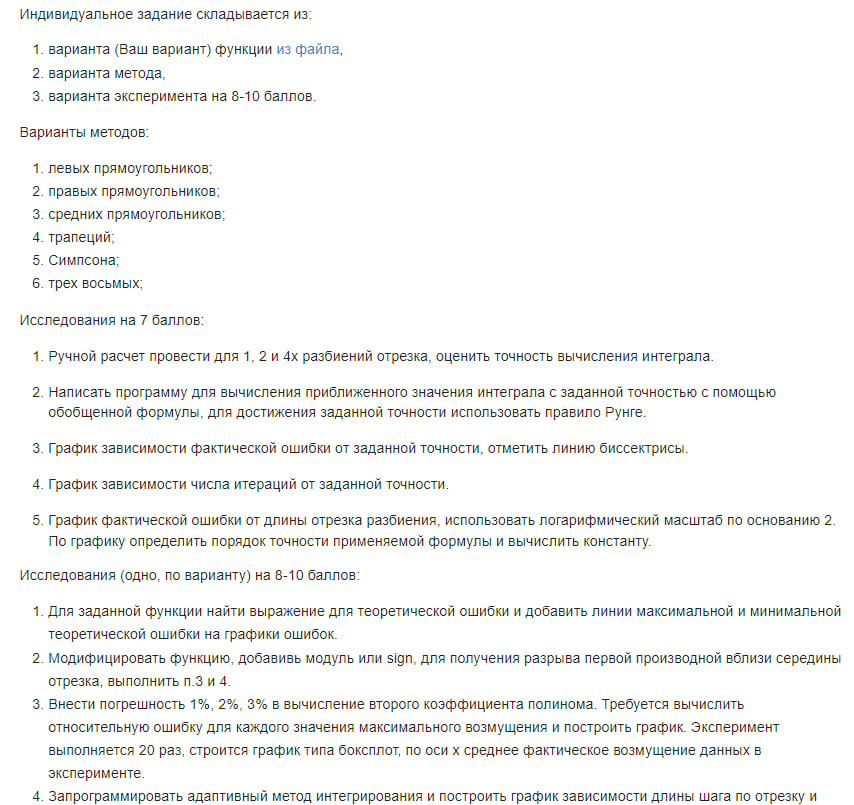 Индивидуальное задание складывается из:
1. варианта (Ваш вариант) функции из файла,
2. варианта метода,
3. варианта эксперимента на 8-10 баллов.
Варианты методов:
1. левых прямоугольников;
2. правых прямоугольников;
3. средних прямоугольников;
4. трапеций;
5. Симпсона;
6. трех восьмых;
Исследования на 7 баллов:
1. Ручной расчет провести для 1, 2 и 4х разбиений отрезка, оценить точность вычисления интеграла.
2. Написать программу для вычисления приближенного значения интеграла с заданной точностью с помощью
обобщенной формулы, для достижения заданной точности использовать правило Рунге.
3. График зависимости фактической ошибки от заданной точности, отметить линию биссектрисы.
4. График зависимости числа итераций от заданной точности.
5. График фактической ошибки от длины отрезка разбиения, использовать логарифмический масштаб по основанию 2.
По графику определить порядок точности применяемой формулы и вычислить константу.
Исследования (одно, по варианту) на 8-10 баллов:
1. Для заданной функции найти выражение для теоретической ошибки и добавить линии максимальной и минимальной
теоретической ошибки на графики ошибок.
2. Модифицировать функцию, добавивь модуль или sign, для получения разрыва первой производной вблизи середины
отрезка, выполнить п.3 и 4.
3. Внести погрешность 1%, 2%, 3% в вычисление второго коэффициента полинома. Требуется вычислить
относительную ошибку для каждого значения максимального возмущения и построить график. Эксперимент
выполняется 20 раз, строится график типа боксплот, по оси х среднее фактическое возмущение данных в
эксперименте.
4. Запрограммировать адаптивный метод интегрирования и построить график зависимости длины шага по отрезку и